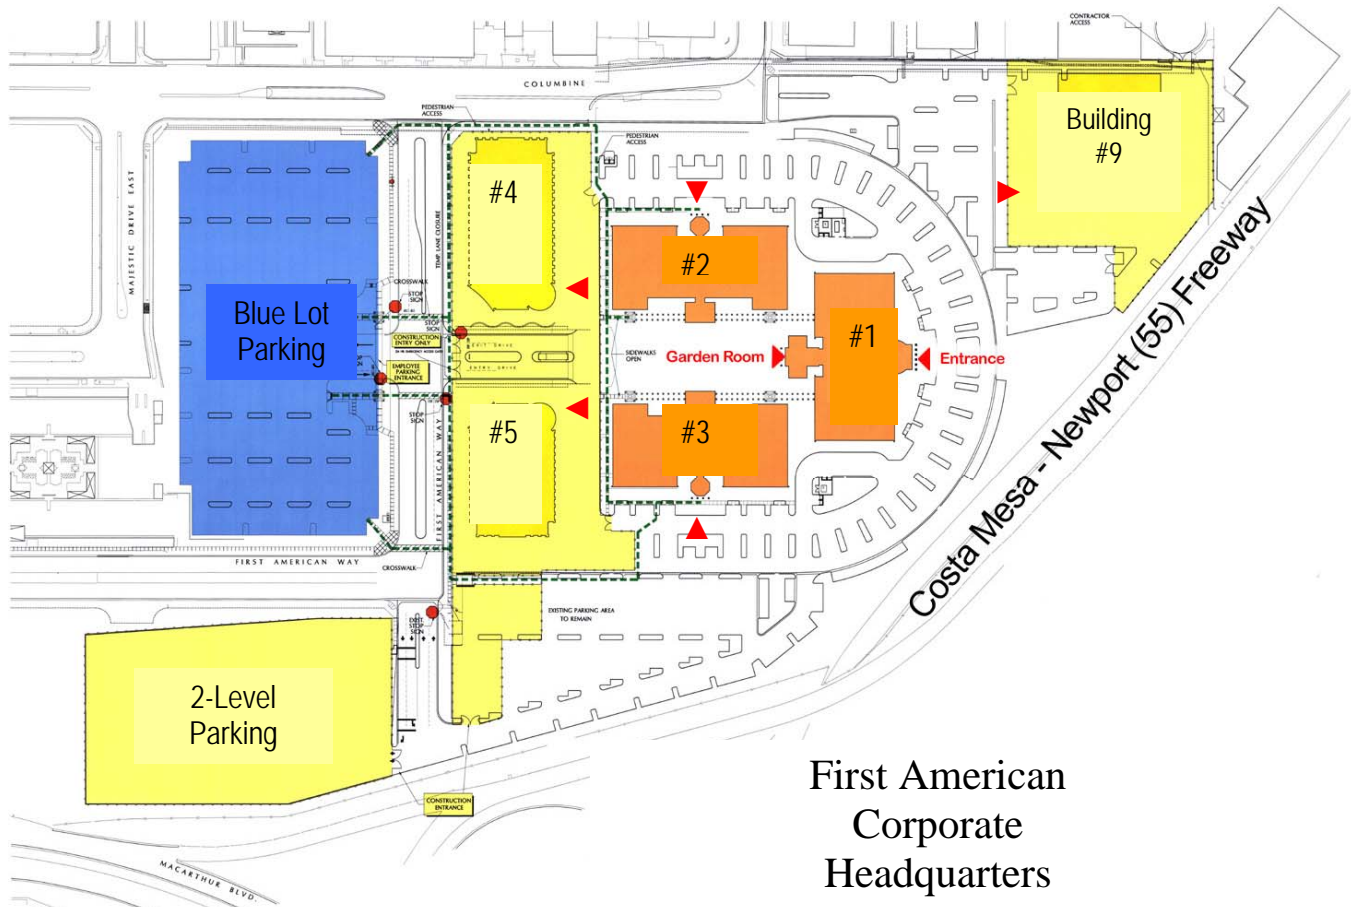 CONTRACTOR
ACCESS
COLUMBINE
PEDESTRIAN
ACCESS
PEDESTRIAN
ACCESS
Building
#9
MAJESTIC DRIVE EAST
TEMP. LANE CLOSURE
#4
#2
CROSSWALK
STOP
SIGN
Blue Lot
Parking
STOP
SIGN
CONSTRUCTION
ENTRY ONLY
EXIT DRIVE
ENTRY DRIVE
EMPLOYEE
PARKING
ENTRANCE
SIDEWALKS
OPEN
Garden Room
#1
Entrance
STOP
SIGN
#5
#3
FIRST AMERICAN WAY
Costa Mesa - Newport (55) Freeway
FIRST AMERICAN WAY
CROSSWALK
EXIST.
STOP
SIGN
EXISTING PARKING AREA
TO REMAIN
2-Level
Parking
CONSTRUCTION
ENTRANCE
MACARTHUR BLVD.
First American
Corporate
Headquarters